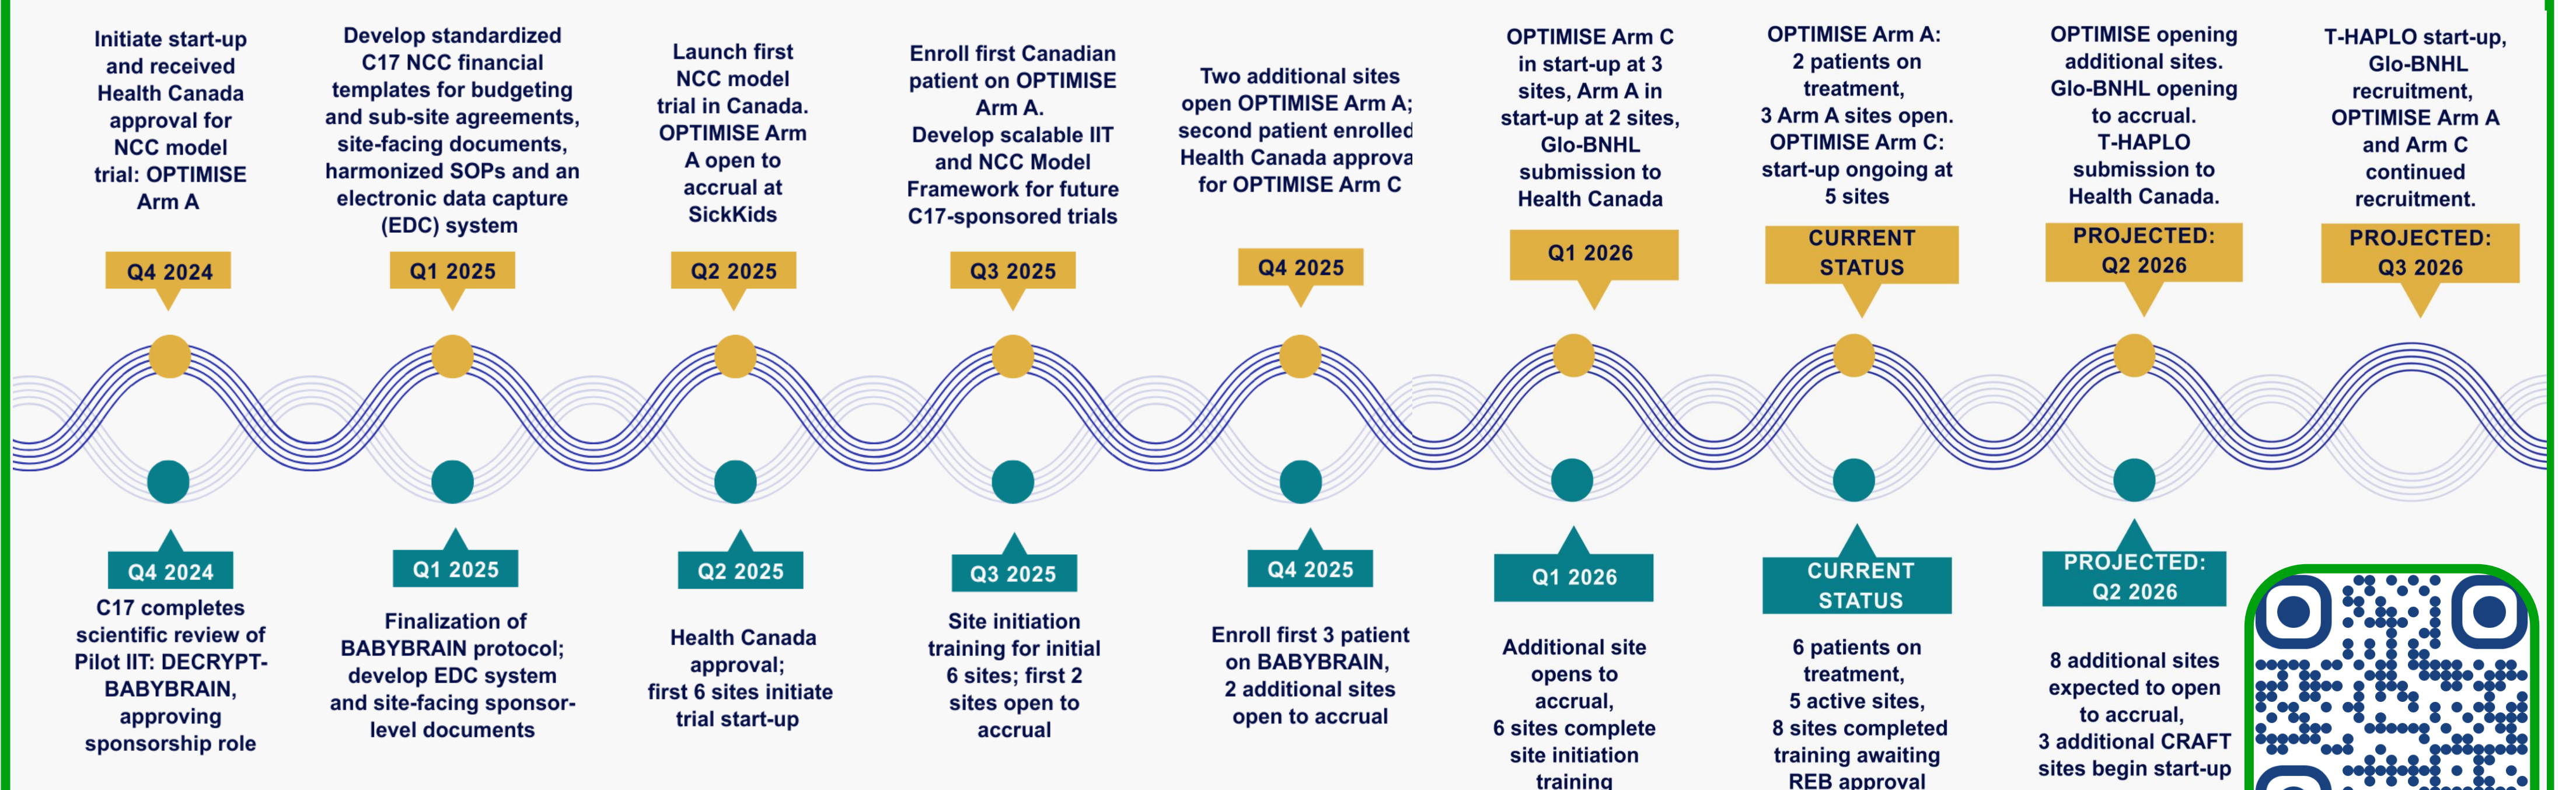 Initiate start-up
and received
Health Canada
approval for
NCC model
trial: OPTIMISE
Arm A
Q4 2024
Develop standardized
C17 NCC financial
templates for budgeting
and sub-site agreements,
site-facing documents,
harmonized SOPs and an
electronic data capture
(EDC) system
Q1 2025
Launch first
NCC model
trial in Canada.
OPTIMISE Arm
A open to
accrual at
SickKids
Q2 2025
Enroll first Canadian
patient on OPTIMISE
Arm A.
Develop scalable IIT
and NCC Model
Framework for future
C17-sponsored trials
Q3 2025
Two additional sites
open OPTIMISE Arm A;
second patient enrolled
Health Canada approva
for OPTIMISE Arm C
Q4 2025
OPTIMISE Arm C
in start-up at 3
sites, Arm A in
start-up at 2 sites,
Glo-BNHL
submission to
Health Canada
Q1 2026
OPTIMISE Arm A:
2 patients on
treatment,
3 Arm A sites open.
OPTIMISE Arm C:
start-up ongoing at
5 sites
CURRENT
STATUS
OPTIMISE opening
additional sites.
Glo-BNHL opening
to accrual.
T-HAPLO
submission to
Health Canada.
PROJECTED:
Q2 2026
T-HAPLO start-up,
Glo-BNHL
recruitment,
OPTIMISE Arm A
and Arm C
continued
recruitment.
PROJECTED:
Q3 2026
Q4 2024
C17 completes
scientific review of
Pilot IIT: DECRYPT-
BABYBRAIN,
approving
sponsorship role
Q1 2025
Finalization of
BABYBRAIN protocol;
develop EDC system
and site-facing sponsor-
level documents
Q2 2025
Health Canada
approval;
first 6 sites initiate
trial start-up
Q3 2025
Site initiation
training for initial
6 sites; first 2
sites open to
accrual
Q4 2025
Enroll first 3 patient
on BABYBRAIN,
2 additional sites
open to accrual
Q1 2026
Additional site
opens to
accrual,
6 sites complete
site initiation
training
CURRENT
STATUS
6 patients on
treatment,
5 active sites,
8 sites completed
training awaiting
REB approval
PROJECTED:
Q2 2026
8 additional sites
expected to open
to accrual,
3 additional CRAFT
sites begin start-up